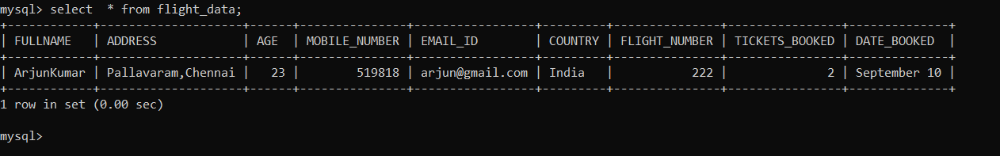 mysql> select  * from flight_data;
+------------+--------------------+------+---------------+-----------------+---------+---------------+----------------+--------------+
| FULLNAME   | ADDRESS            | AGE  | MOBILE_NUMBER | EMAIL_ID        | COUNTRY | FLIGHT_NUMBER | TICKETS_BOOKED | DATE_BOOKED  |
+------------+--------------------+------+---------------+-----------------+---------+---------------+----------------+--------------+
| ArjunKumar | Pallavaram,Chennai |   23 |        519818 | arjun@gmail.com | India   |           222 |              2 | September 10 |
+------------+--------------------+------+---------------+-----------------+---------+---------------+----------------+--------------+
1 row in set (0.00 sec)
mysql>